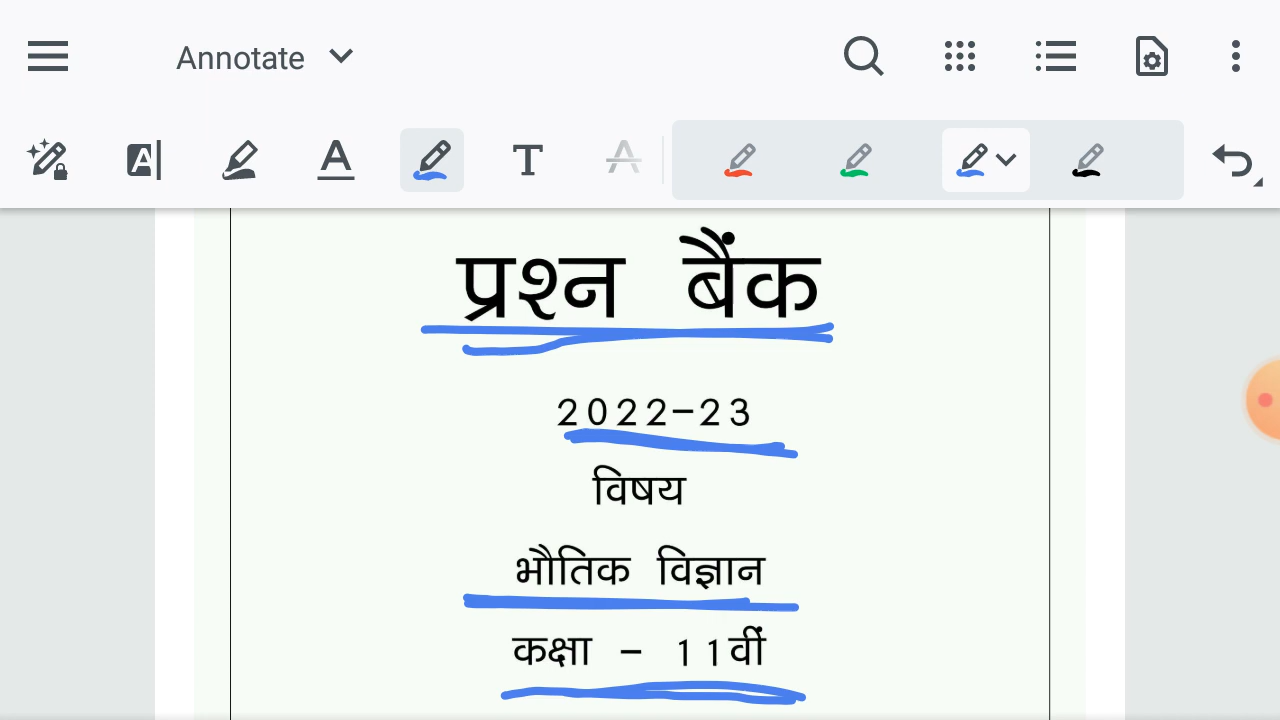 Annotate
प्रश्न बैंक
2022-23
विषय
भौतिक विज्ञान
कक्षा - 11वीं